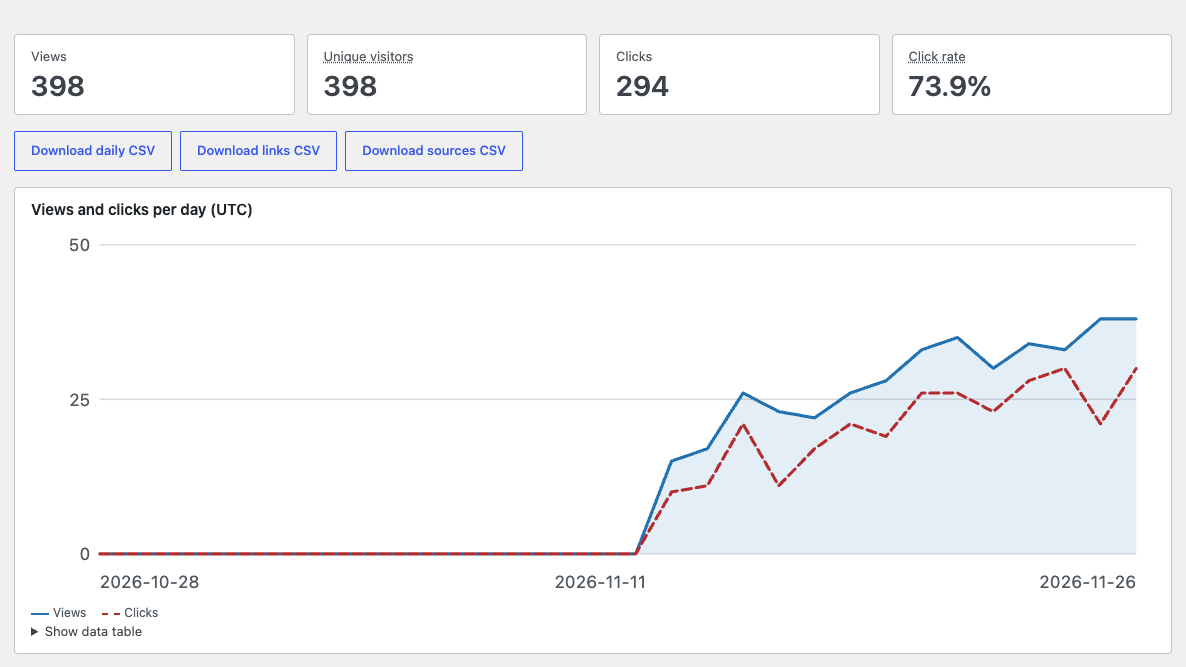 Views
398
Unique visitors
398
Clicks
294
Click rate
73.9%
Download daily CSV
Download links CSV
Download sources CSV
Views and clicks per day (UTC)
50
25
0
2026-10-28
2026-11-11
2026-11-26
Views
Clicks
Show data table